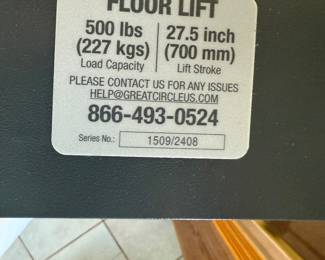 FLOOR LIFT
500 lbs 27.5 inch
(227 kgs) (700 mm)
Load Capacity Lift Stroke
PLEASE CONTACT US FOR ANY ISSUES
HELP@GREATCIRCLEUS.COM
866-493-0524
Series No.: 1509/2408